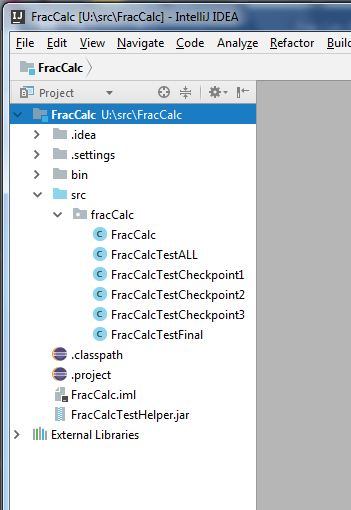 FracCalc [U:\src\FracCalc] - IntelliJ IDEA
File Edit View Navigate Code Analyze Refactor Buil
FracCalc
Project
FracCalc U:\src\FracCalc
.idea
.settings
bin
src
fracCalc
FracCalc
FracCalcTestALL
FracCalcTestCheckpoint1
FracCalcTestCheckpoint2
FracCalcTestCheckpoint3
FracCalcTestFinal
.classpath
.project
FracCalc.iml
FracCalcTestHelper.jar
External Libraries